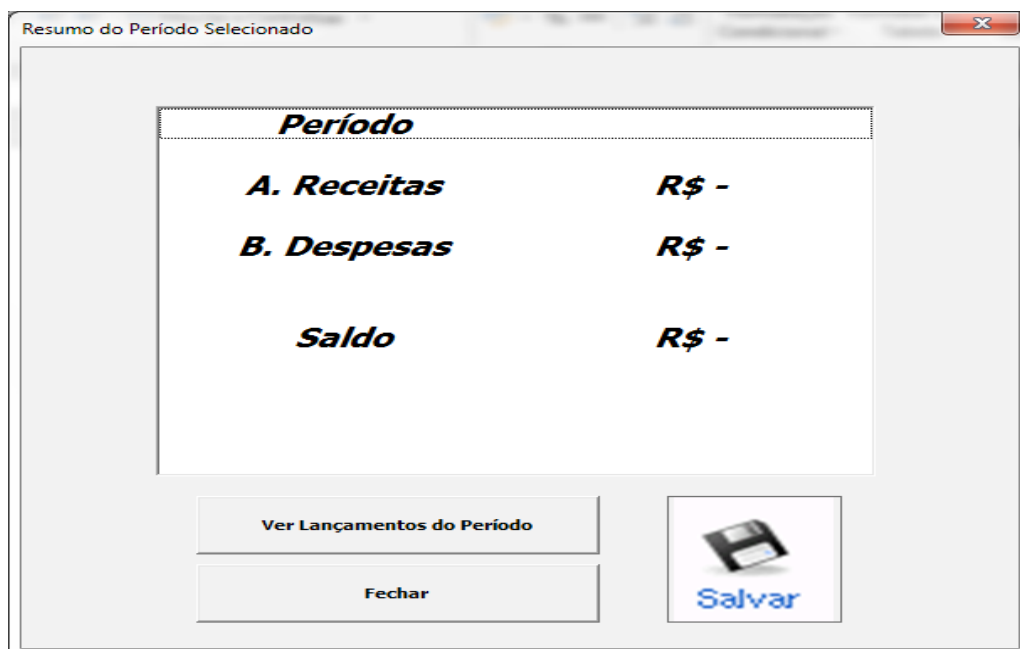 Resumo do Período Selecionado
Período
A. Receitas R$ -
B. Despesas R$ -
Saldo R$ -
Ver Lançamentos do Período
Fechar
Salvar